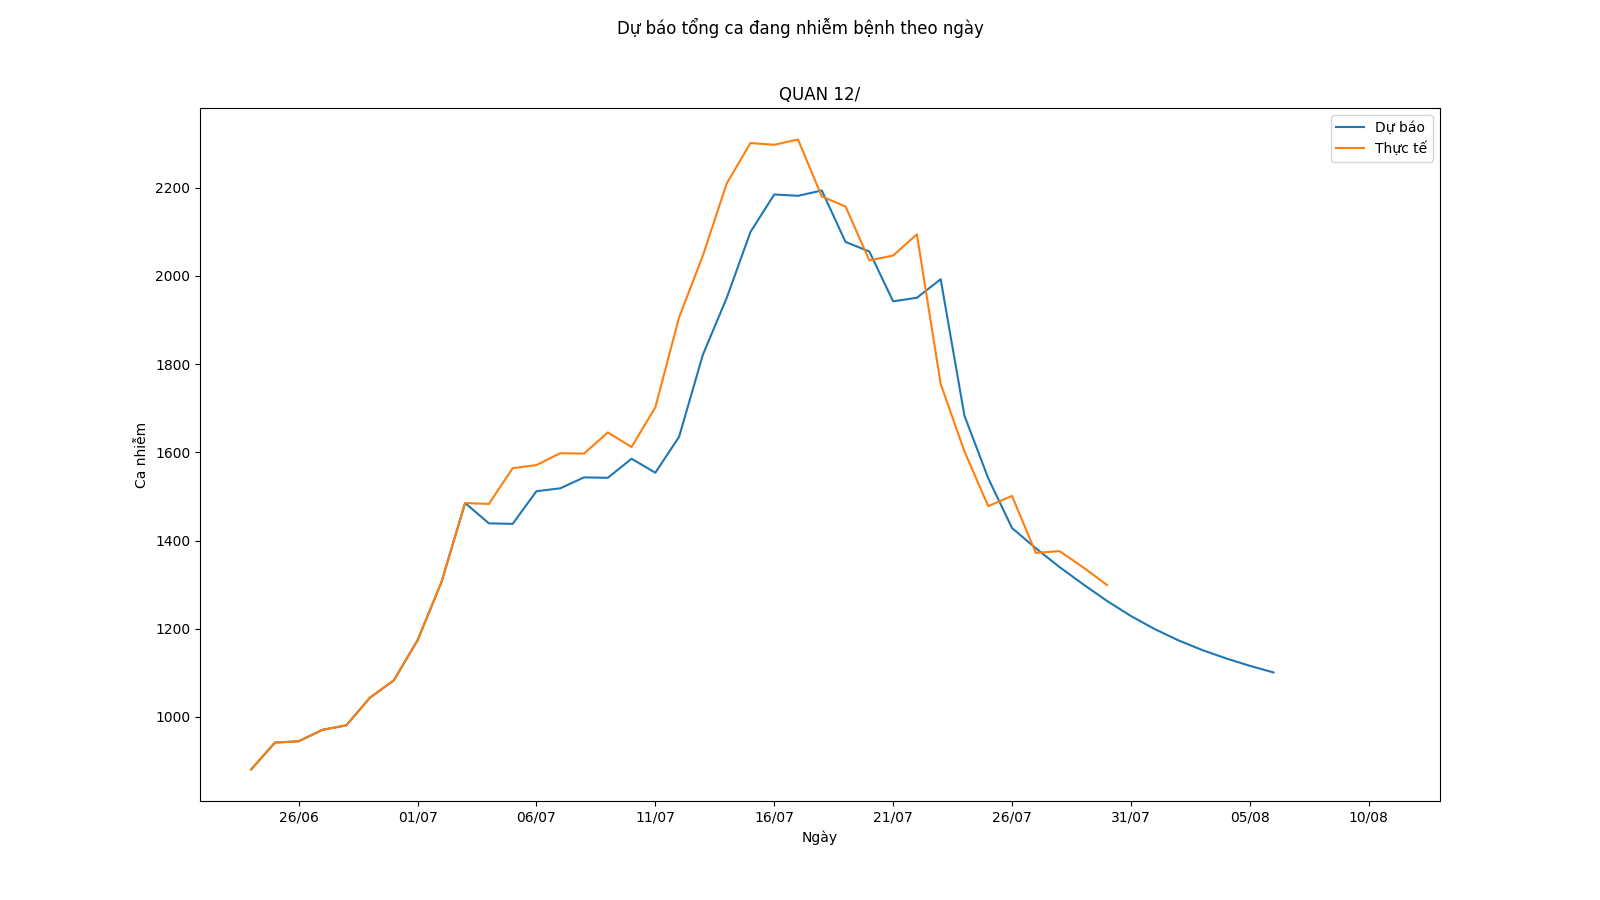 Dự báo tổng ca đang nhiễm bệnh theo ngày
QUAN 12/
Dự báo
Thực tế
2200
2000
1800
1600
1400
1200
1000
Ca nhiễm
26/06 01/07 06/07 11/07 16/07 21/07 26/07 31/07 05/08 10/08
Ngày